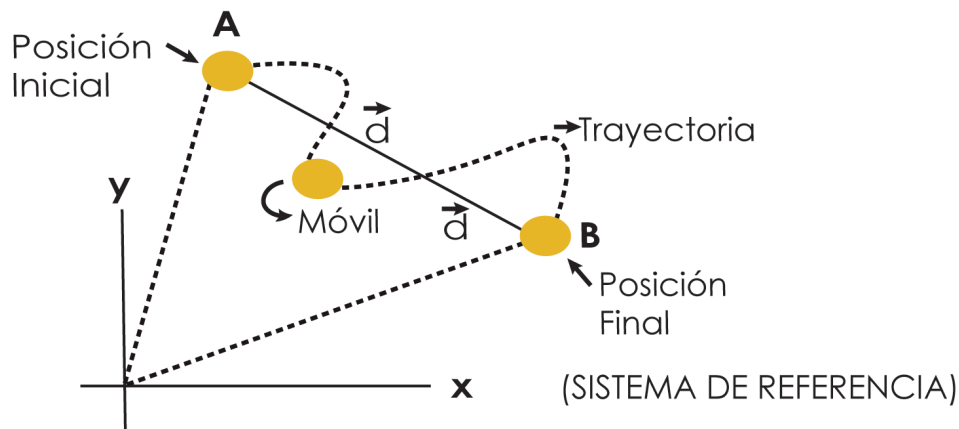 A
Posición
Inicial
d
Trayectoria
y
Móvil
d
B
Posición
Final
x
(SISTEMA DE REFERENCIA)